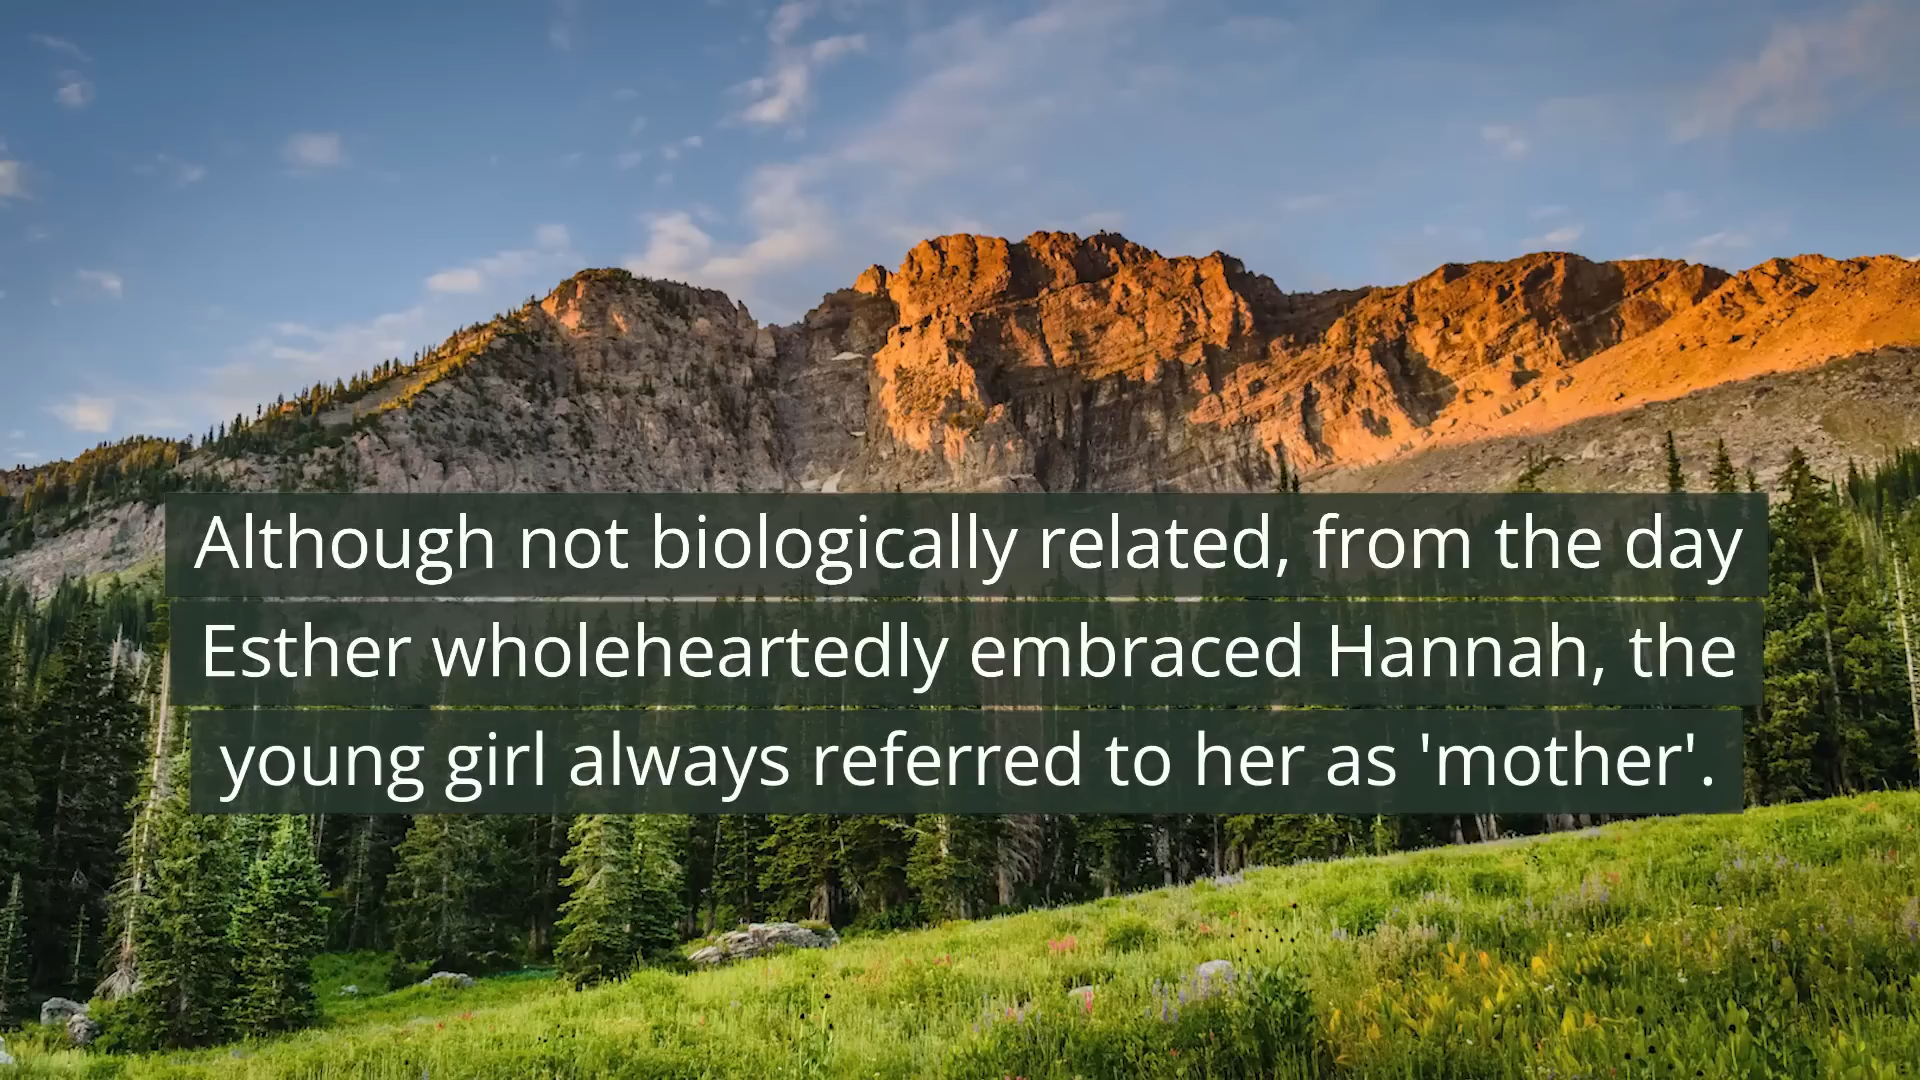 Although not biologically related, from the day
Esther wholeheartedly embraced Hannah, the
young girl always referred to her as 'mother'.